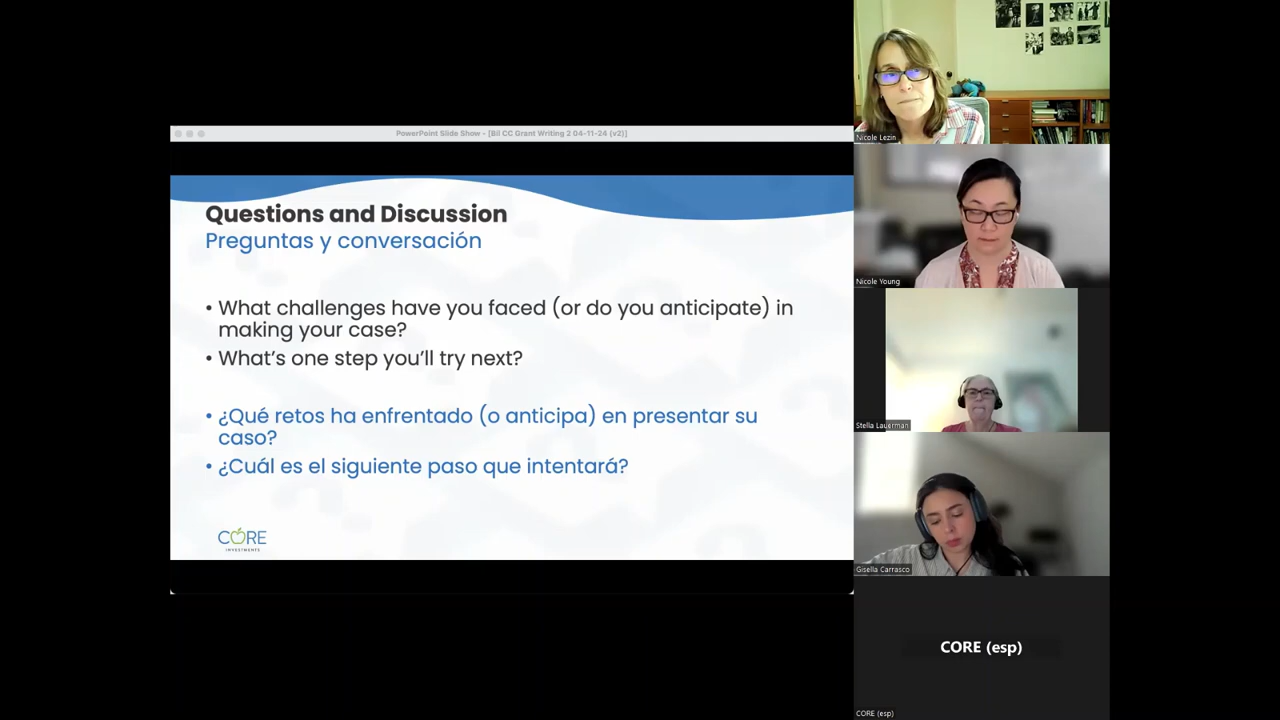 PowerPoint Slide Show - [Bil CC Grant Writing 2 04-11-24 (v2)]
Questions and Discussion
Preguntas y conversación
• What challenges have you faced (or do you anticipate) in
making your case?
• What's one step you'll try next?
• ¿Qué retos ha enfrentado (o anticipa) en presentar su
caso?
• ¿Cuál es el siguiente paso que intentará?
CORE
INVESTMENTS
Nicole Lezin
Nicole Young
Stella Lauerman
Gisella Carrasco
CORE (esp)
CORE (esp)